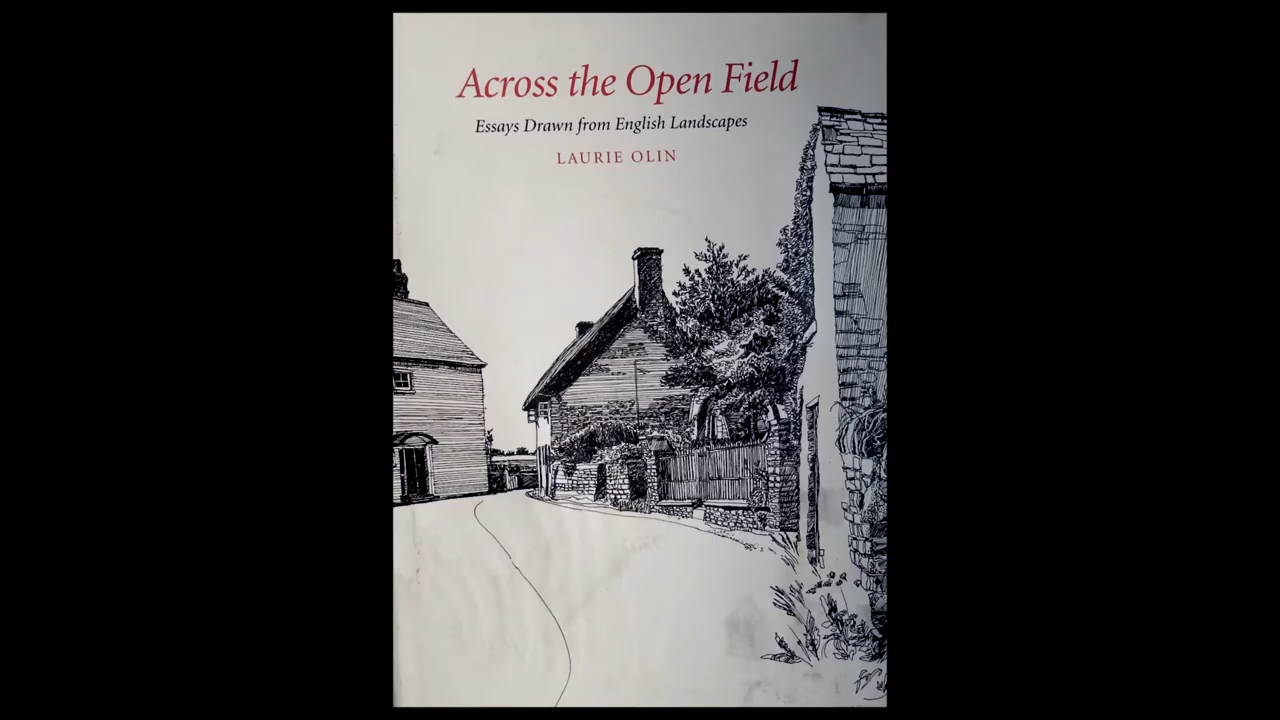 Across the Open Field
Essays Drawn from English Landscapes
LAURIE OLIN